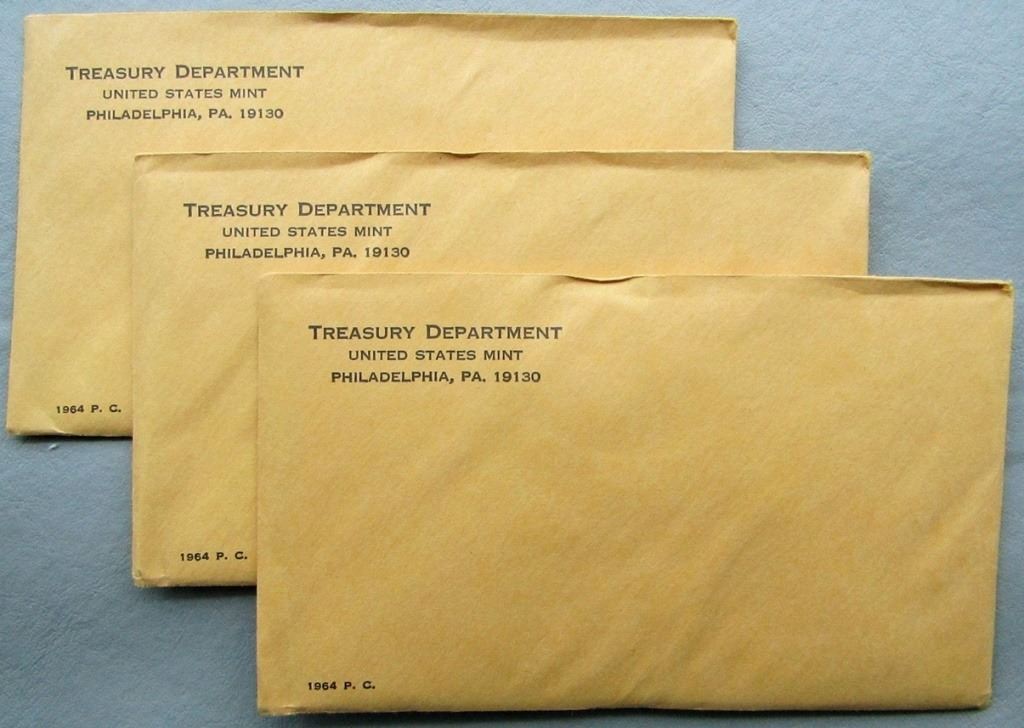 TREASURY DEPARTMENT
UNITED STATES MINT
PHILADELPHIA, PA. 19130
1964 P. C.
TREASURY DEPARTMENT
UNITED STATES MINT
PHILADELPHIA, PA. 19130
1964 P. C.
TREASURY DEPARTMENT
UNITED STATES MINT
PHILADELPHIA, PA. 19130
1964 P. C.